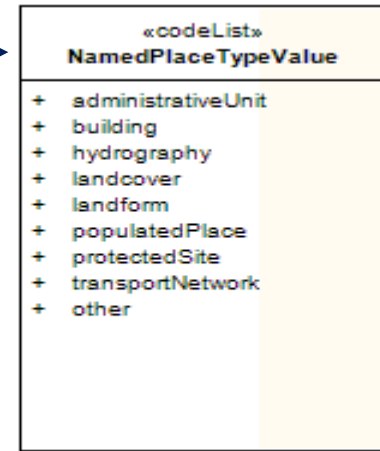 «codeList»
NamedPlaceTypeValue
+ administrativeUnit
+ building
+ hydrography
+ landcover
+ landform
+ populatedPlace
+ protectedSite
+ transportNetwork
+ other